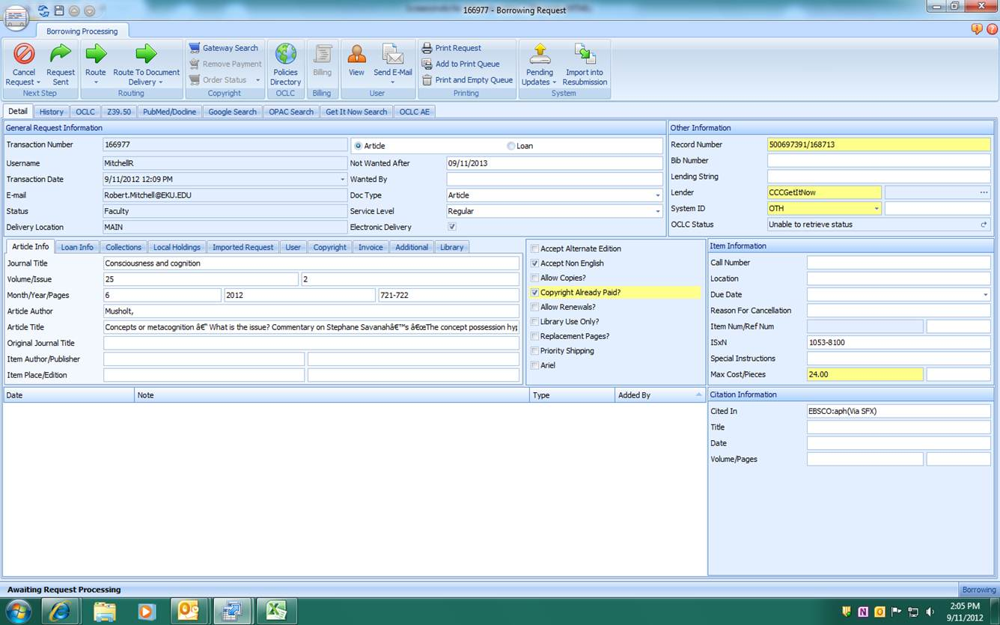 166977 - Borrowing Request
Borrowing Processing
Cancel Request
Request Sent
Next Step
Route
Route To Document Delivery
Routing
Gateway Search
Remove Payment
Order Status
Copyright
Policies Directory
OCLC
Billing
Billing
View
Send E-Mail
User
Print Request
Add to Print Queue
Print and Empty Queue
Printing
Pending Updates
Import into Resubmission
System
Detail History OCLC Z39.50 PubMed/Docline Google Search OPAC Search Get It Now Search OCLC AE
General Request Information
Transaction Number 166977
Username MitchellR
Transaction Date 9/11/2012 12:09 PM
E-mail Robert.Mitchell@EKU.EDU
Status Faculty
Delivery Location MAIN
Article Loan
Not Wanted After 09/11/2013
Wanted By
Doc Type Article
Service Level Regular
Electronic Delivery
Other Information
Record Number 500697391/168713
Bib Number
Lending String
Lender CCCGetItNow ...
System ID OTH
OCLC Status Unable to retrieve status
Article Info Loan Info Collections Local Holdings Imported Request User Copyright Invoice Additional Library
Journal Title Consciousness and cognition
Volume/Issue 25 2
Month/Year/Pages 6 2012 721-722
Article Author Musholt,
Article Title Concepts or metacognition â€“ What is the issue? Commentary on Stephane Savanahâ€™s â€œThe concept possession hyp
Original Journal Title
Item Author/Publisher
Item Place/Edition
Accept Alternate Edition
Accept Non English
Allow Copies?
Copyright Already Paid?
Allow Renewals?
Library Use Only?
Replacement Pages?
Priority Shipping
Ariel
Item Information
Call Number
Location
Due Date
Reason For Cancellation
Item Num/Ref Num
ISxN 1053-8100
Special Instructions
Max Cost/Pieces 24.00
Date Note Type Added By
Citation Information
Cited In EBSCO:aph(Via SFX)
Title
Date
Volume/Pages
Awaiting Request Processing
Borrowing
2:05 PM
9/11/2012